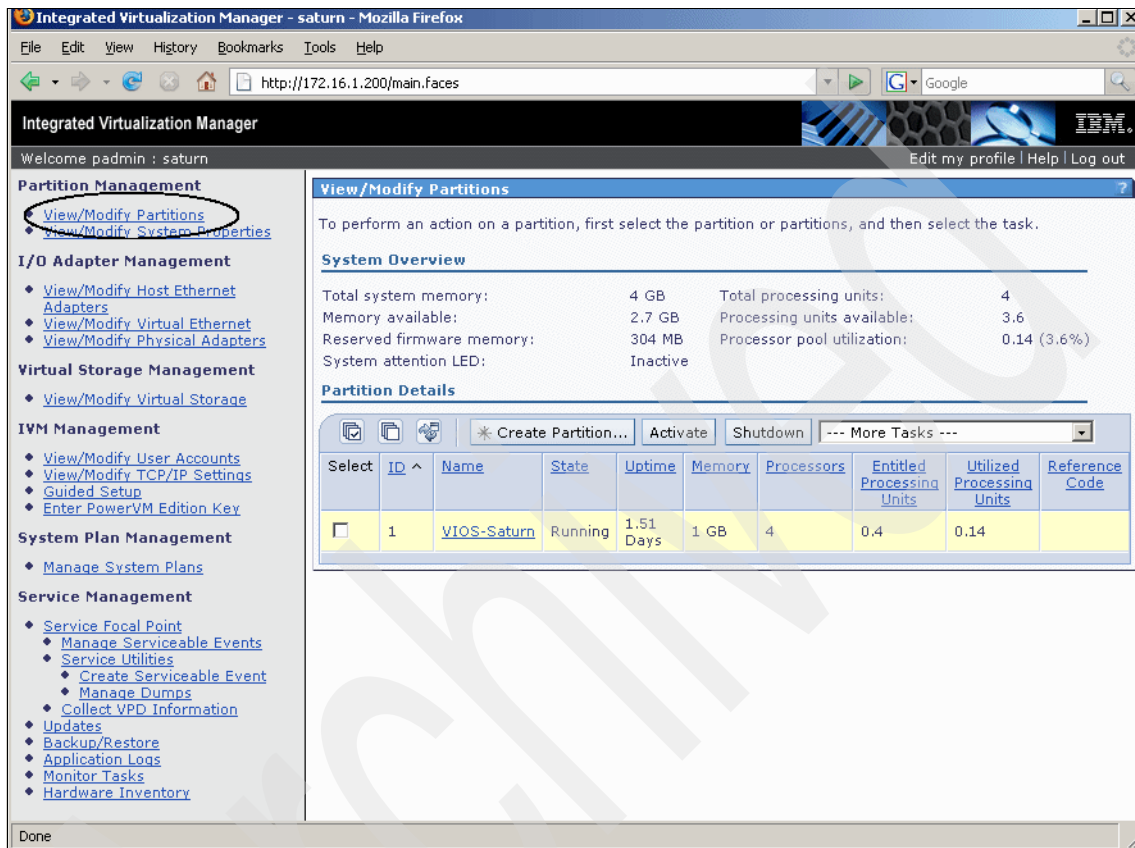 Integrated Virtualization Manager - saturn - Mozilla Firefox
File Edit View History Bookmarks Tools Help
http://172.16.1.200/main.faces
G Google
Integrated Virtualization Manager
IBM.
Welcome padmin : saturn
Edit my profile | Help | Log out
Partition Management
View/Modify Partitions
View/Modify System Properties
I/O Adapter Management
View/Modify Host Ethernet
Adapters
View/Modify Virtual Ethernet
View/Modify Physical Adapters
Virtual Storage Management
View/Modify Virtual Storage
IVM Management
View/Modify User Accounts
View/Modify TCP/IP Settings
Guided Setup
Enter PowerVM Edition Key
System Plan Management
Manage System Plans
Service Management
Service Focal Point
Manage Serviceable Events
Service Utilities
Create Serviceable Event
Manage Dumps
Collect VPD Information
Updates
Backup/Restore
Application Logs
Monitor Tasks
Hardware Inventory
View/Modify Partitions
?
To perform an action on a partition, first select the partition or partitions, and then select the task.
System Overview
Total system memory: 4 GB Total processing units: 4
Memory available: 2.7 GB Processing units available: 3.6
Reserved firmware memory: 304 MB Processor pool utilization: 0.14 (3.6%)
System attention LED: Inactive
Partition Details
Create Partition... Activate Shutdown --- More Tasks ---
Select ID ^ Name State Uptime Memory Processors Entitled Processing Units Utilized Processing Units Reference Code
1 VIOS-Saturn Running 1.51 Days 1 GB 4 0.4 0.14
Done
Archived